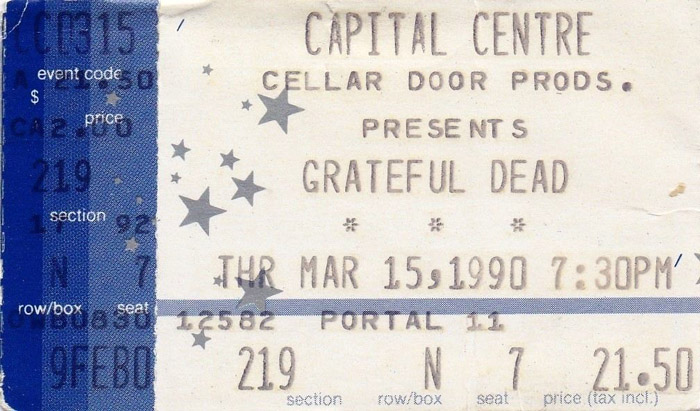 CC0315
CAPITAL CENTRE
event code
A 21.50
CELLAR DOOR PRODS.
$
price
CA2.00
PRESENTS
219
GRATEFUL DEAD
section
17 92
* * *
N 7
THR MAR 15,1990 7:30PM
row/box seat
12582 PORTAL 11
9FEB0
219 N 7 21.50
section row/box seat price (tax incl.)